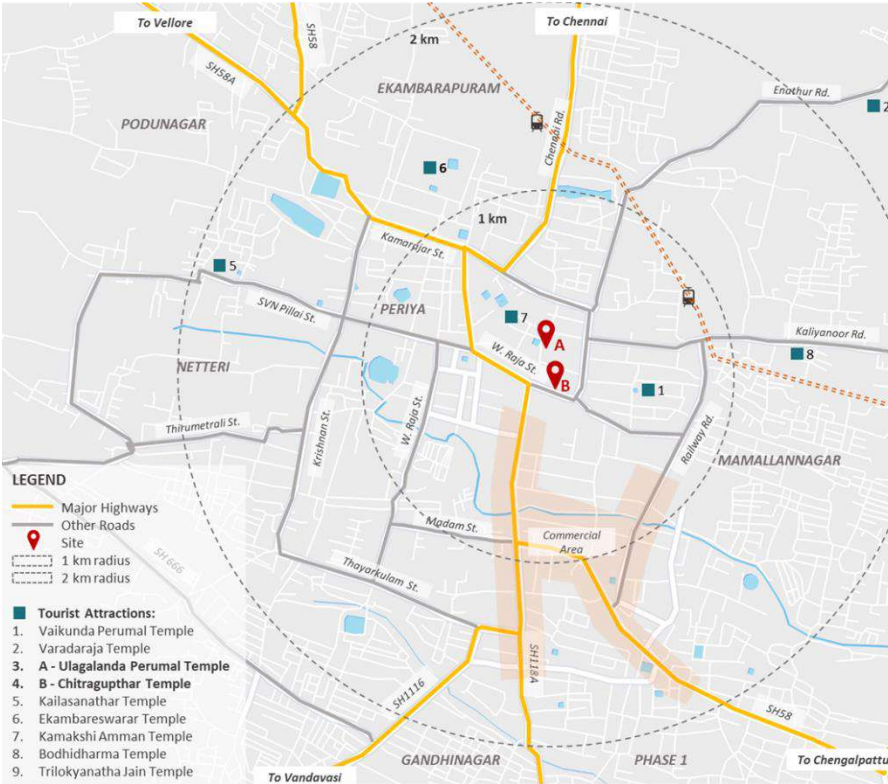 To Vellore
SH58
2 km
To Chennai
SH58A
EKAMBARAPURAM
Enathur Rd.
2
PODUNAGAR
Chennai Rd.
6
1 km
Kamarpjar St.
5
SVN Pillai St.
PERIYA
7
A
W. Raja St.
Kaliyanoor Rd.
8
NETTERI
B
1
Thirumetrali St.
Krishnan St.
W. Raja St.
Railway Rd.
MAMALLANNAGAR
LEGEND
Major Highways
Other Roads
Site
1 km radius
2 km radius
Madam St.
Commercial
Area
SH 666
Thayarkulam St.
Tourist Attractions:
1. Vaikunda Perumal Temple
2. Varadaraja Temple
3. A - Ulagalanda Perumal Temple
4. B - Chitragupthar Temple
5. Kailasanathar Temple
6. Ekambareswarar Temple
7. Kamakshi Amman Temple
8. Bodhidharma Temple
9. Trilokyanatha Jain Temple
SH1116
SH118A
SH58
GANDHINAGAR
PHASE 1
To Chengalpattu
To Vandavasi